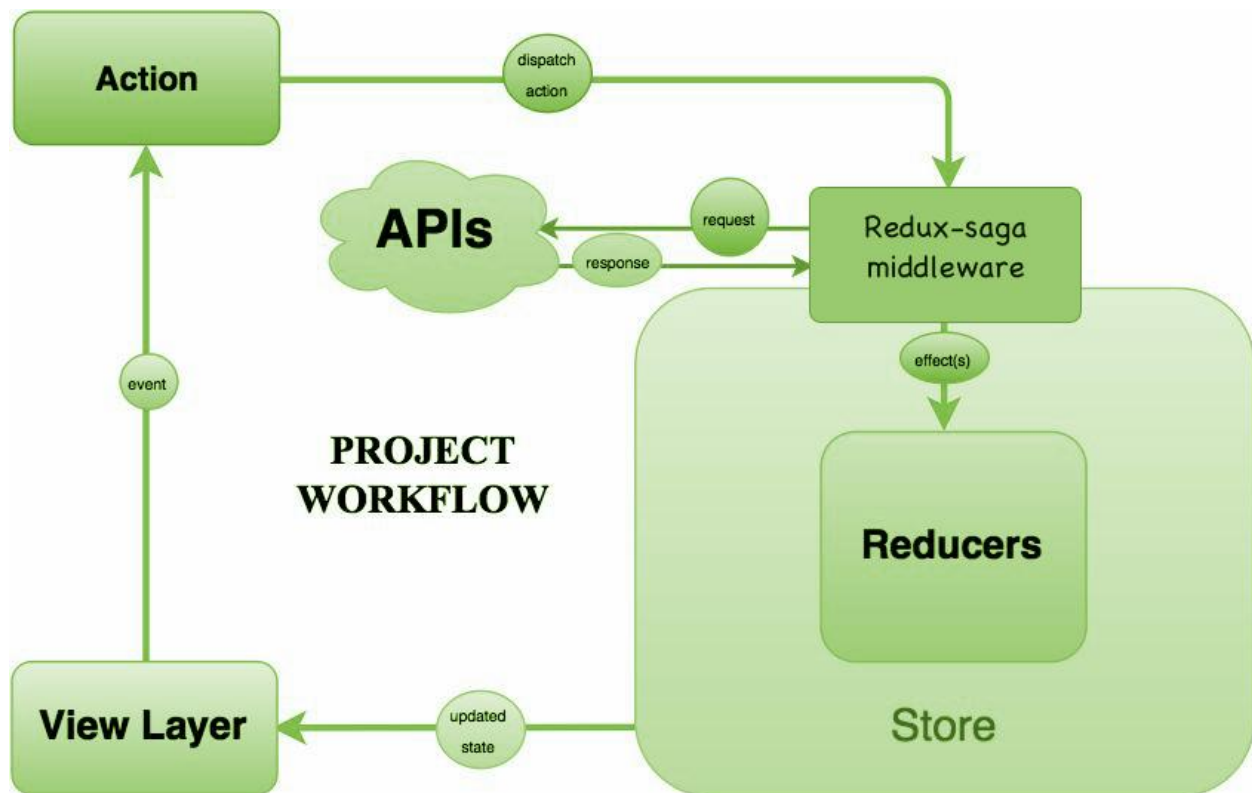 Action
dispatch
action
APIs
request
response
Redux-saga
middleware
effect(s)
event
PROJECT
WORKFLOW
Reducers
View Layer
updated
state
Store